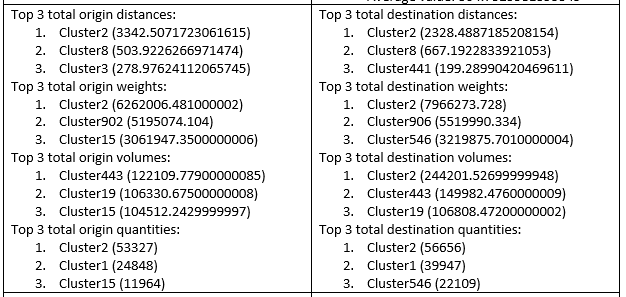 Top 3 total origin distances:
1. Cluster2 (3342.5071723061615)
2. Cluster8 (503.9226266971474)
3. Cluster3 (278.97624112065745)
Top 3 total origin weights:
1. Cluster2 (6262006.481000002)
2. Cluster902 (5195074.104)
3. Cluster15 (3061947.3500000006)
Top 3 total origin volumes:
1. Cluster443 (122109.77900000085)
2. Cluster19 (106330.67500000008)
3. Cluster15 (104512.2429999997)
Top 3 total origin quantities:
1. Cluster2 (53327)
2. Cluster1 (24848)
3. Cluster15 (11964)
Top 3 total destination distances:
1. Cluster2 (2328.4887185208154)
2. Cluster8 (667.1922833921053)
3. Cluster441 (199.28990420469611)
Top 3 total destination weights:
1. Cluster2 (7966273.728)
2. Cluster906 (5519990.334)
3. Cluster546 (3219875.7010000004)
Top 3 total destination volumes:
1. Cluster2 (244201.52699999948)
2. Cluster443 (149982.4760000009)
3. Cluster19 (106808.47200000002)
Top 3 total destination quantities:
1. Cluster2 (56656)
2. Cluster1 (39947)
3. Cluster546 (22109)